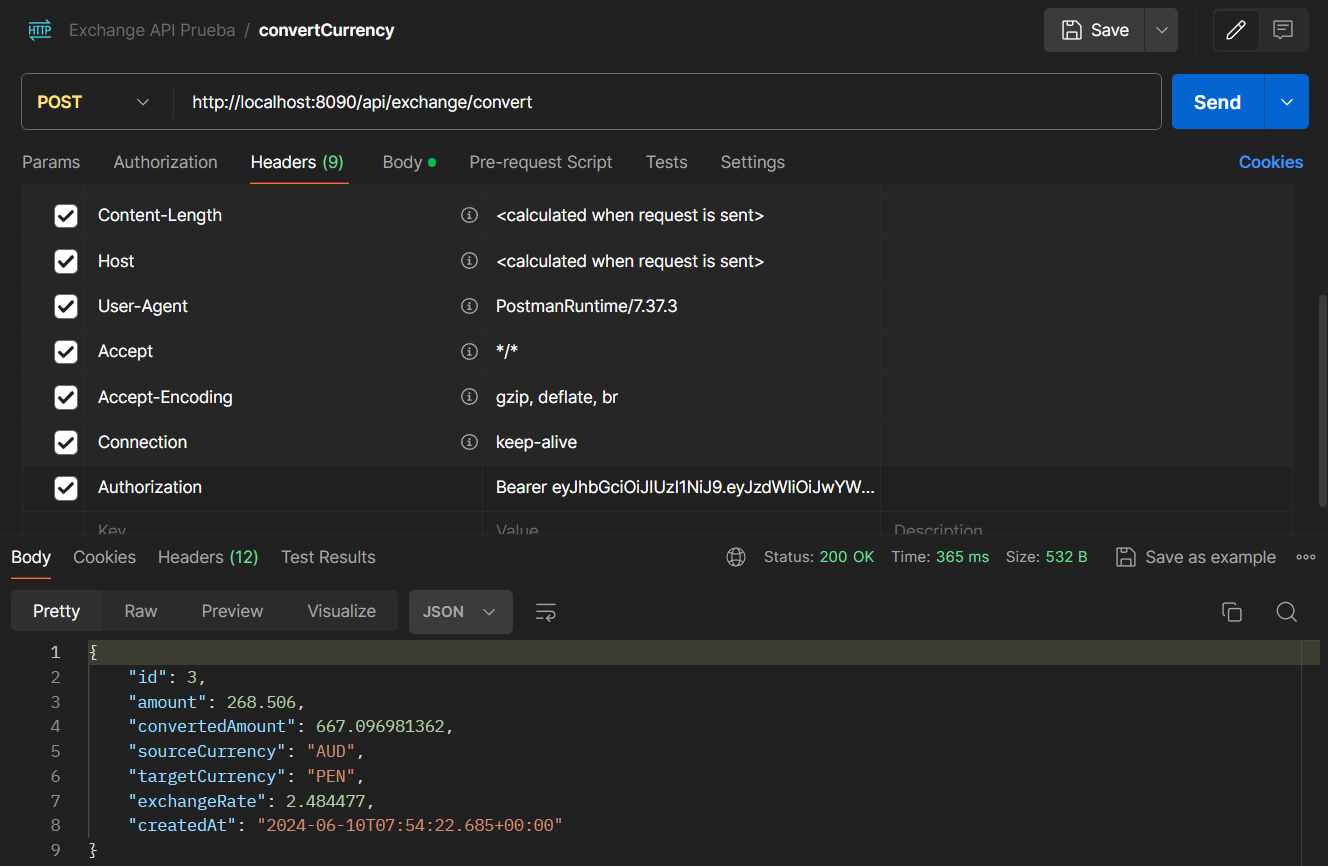 HTTP Exchange API Prueba / convertCurrency Save
POST http://localhost:8090/api/exchange/convert Send
Params Authorization Headers (9) Body Pre-request Script Tests Settings Cookies
Content-Length <calculated when request is sent>
Host <calculated when request is sent>
User-Agent PostmanRuntime/7.37.3
Accept */*
Accept-Encoding gzip, deflate, br
Connection keep-alive
Authorization Bearer eyJhbGciOiJIUzI1NiJ9.eyJzdWIiOiJwYW...
Key Value Description
Body Cookies Headers (12) Test Results Status: 200 OK Time: 365 ms Size: 532 B Save as example
Pretty Raw Preview Visualize JSON
1 {
2 "id": 3,
3 "amount": 268.506,
4 "convertedAmount": 667.096981362,
5 "sourceCurrency": "AUD",
6 "targetCurrency": "PEN",
7 "exchangeRate": 2.484477,
8 "createdAt": "2024-06-10T07:54:22.685+00:00"
9 }